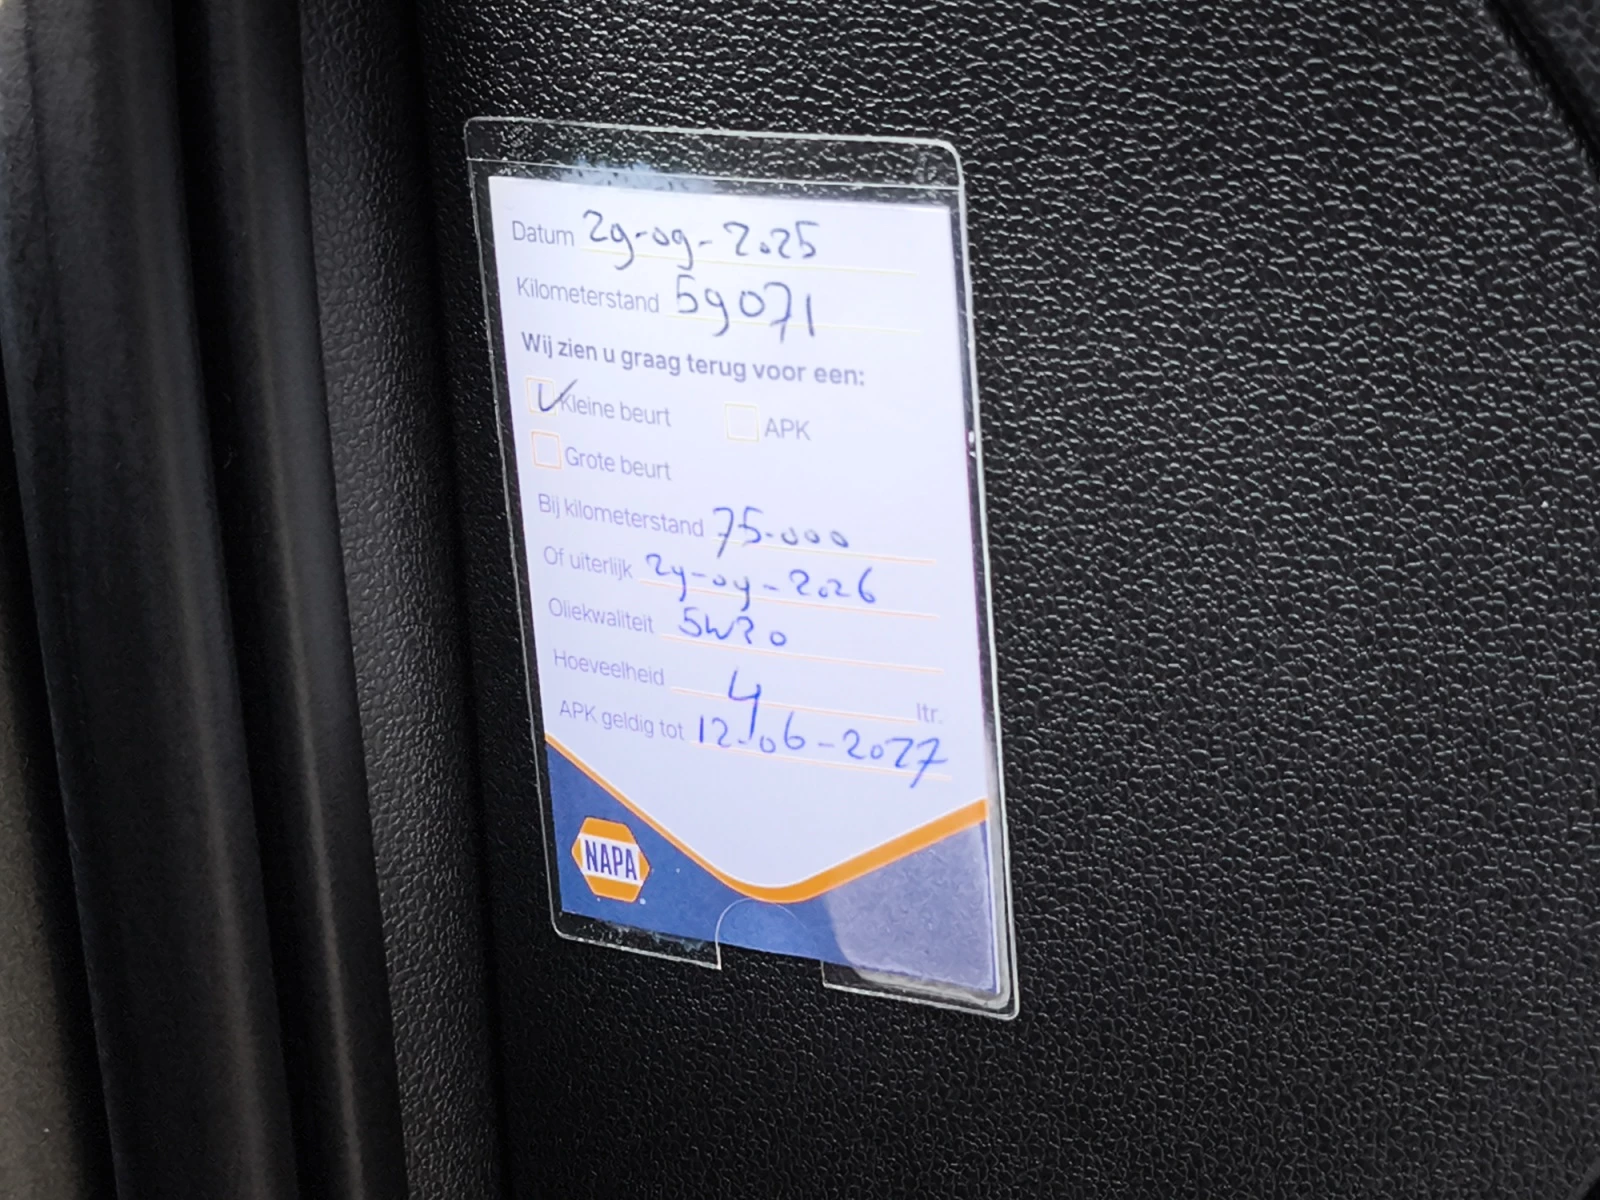 Datum 29-09-2025
Kilometerstand 59071
Wij zien u graag terug voor een:
Kleine beurt APK
Grote beurt
Bij kilometerstand 75.000
Of uiterlijk 29-09-2026
Oliekwaliteit
Hoeveelheid 4 ltr.
APK geldig tot 12-06-2027
NAPA